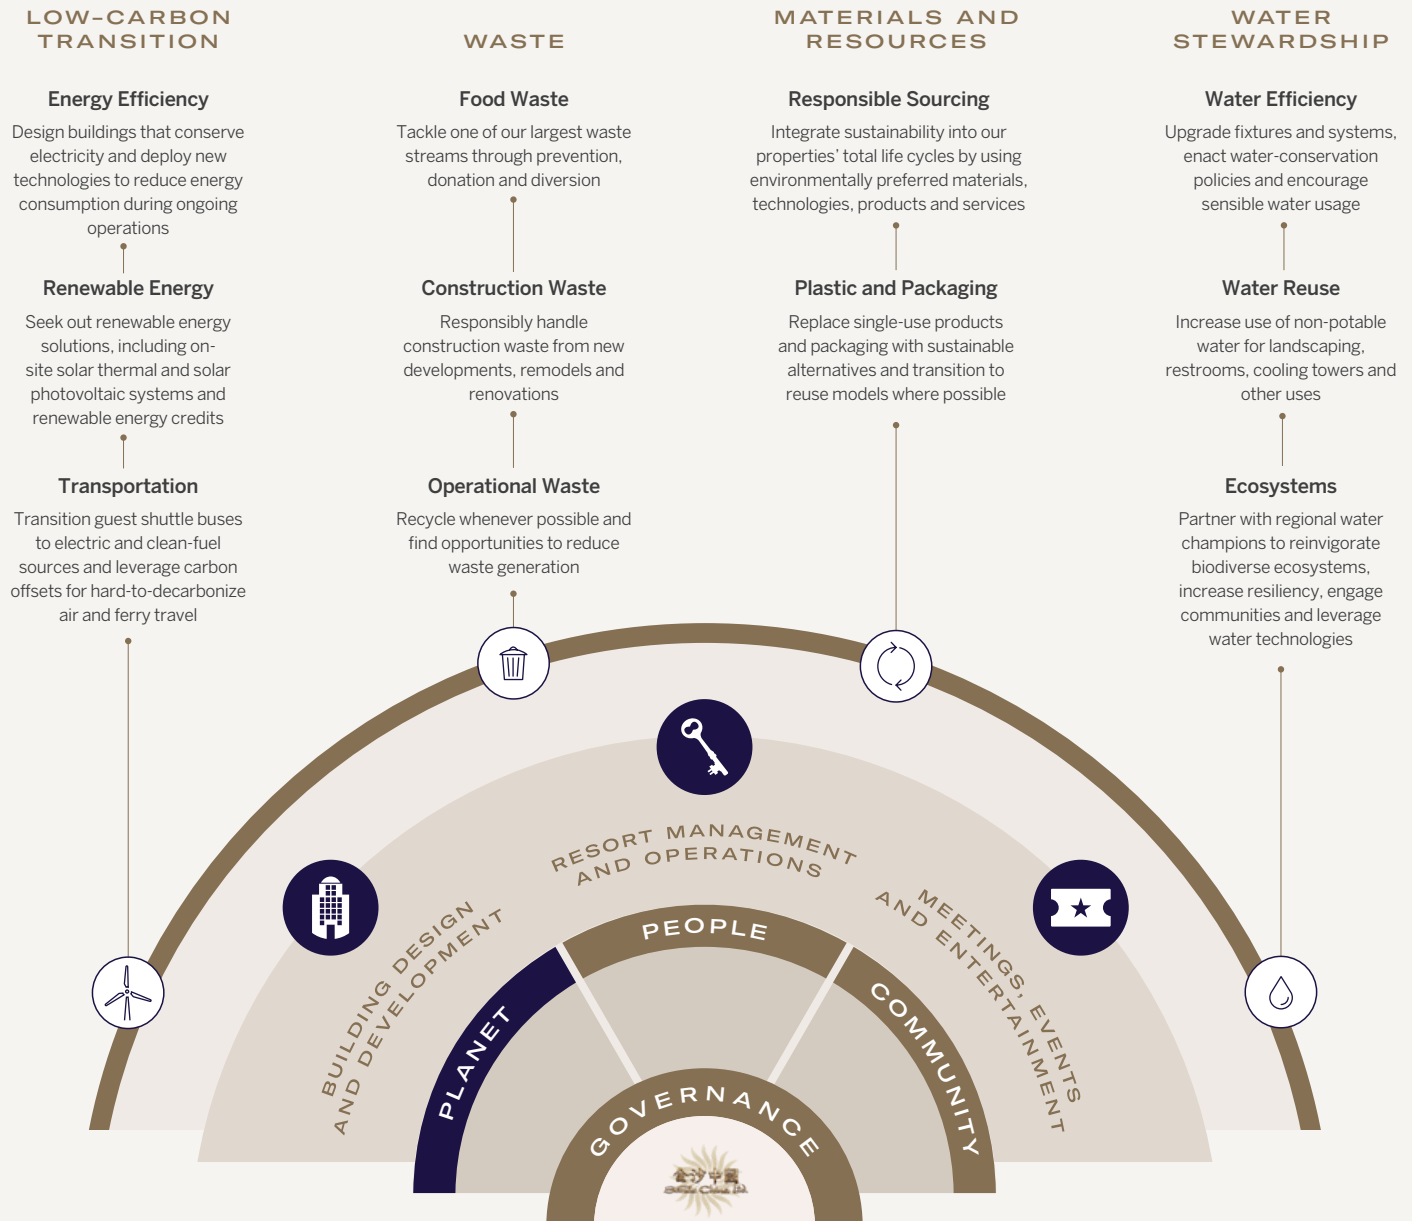 LOW-CARBON
TRANSITION
Energy Efficiency
Design buildings that conserve
electricity and deploy new
technologies to reduce energy
consumption during ongoing
operations
Renewable Energy
Seek out renewable energy
solutions, including on-
site solar thermal and solar
photovoltaic systems and
renewable energy credits
Transportation
Transition guest shuttle buses
to electric and clean-fuel
sources and leverage carbon
offsets for hard-to-decarbonize
air and ferry travel
WASTE
Food Waste
Tackle one of our largest waste
streams through prevention,
donation and diversion
Construction Waste
Responsibly handle
construction waste from new
developments, remodels and
renovations
Operational Waste
Recycle whenever possible and
find opportunities to reduce
waste generation
MATERIALS AND
RESOURCES
Responsible Sourcing
Integrate sustainability into our
properties' total life cycles by using
environmentally preferred materials,
technologies, products and services
Plastic and Packaging
Replace single-use products
and packaging with sustainable
alternatives and transition to
reuse models where possible
WATER
STEWARDSHIP
Water Efficiency
Upgrade fixtures and systems,
enact water-conservation
policies and encourage
sensible water usage
Water Reuse
Increase use of non-potable
water for landscaping,
restrooms, cooling towers and
other uses
Ecosystems
Partner with regional water
champions to reinvigorate
biodiverse ecosystems,
increase resiliency, engage
communities and leverage
water technologies
BUILDING DESIGN
AND DEVELOPMENT
RESORT MANAGEMENT
AND OPERATIONS
MEETINGS, EVENTS
AND ENTERTAINMENT
PLANET
PEOPLE
COMMUNITY
GOVERNANCE